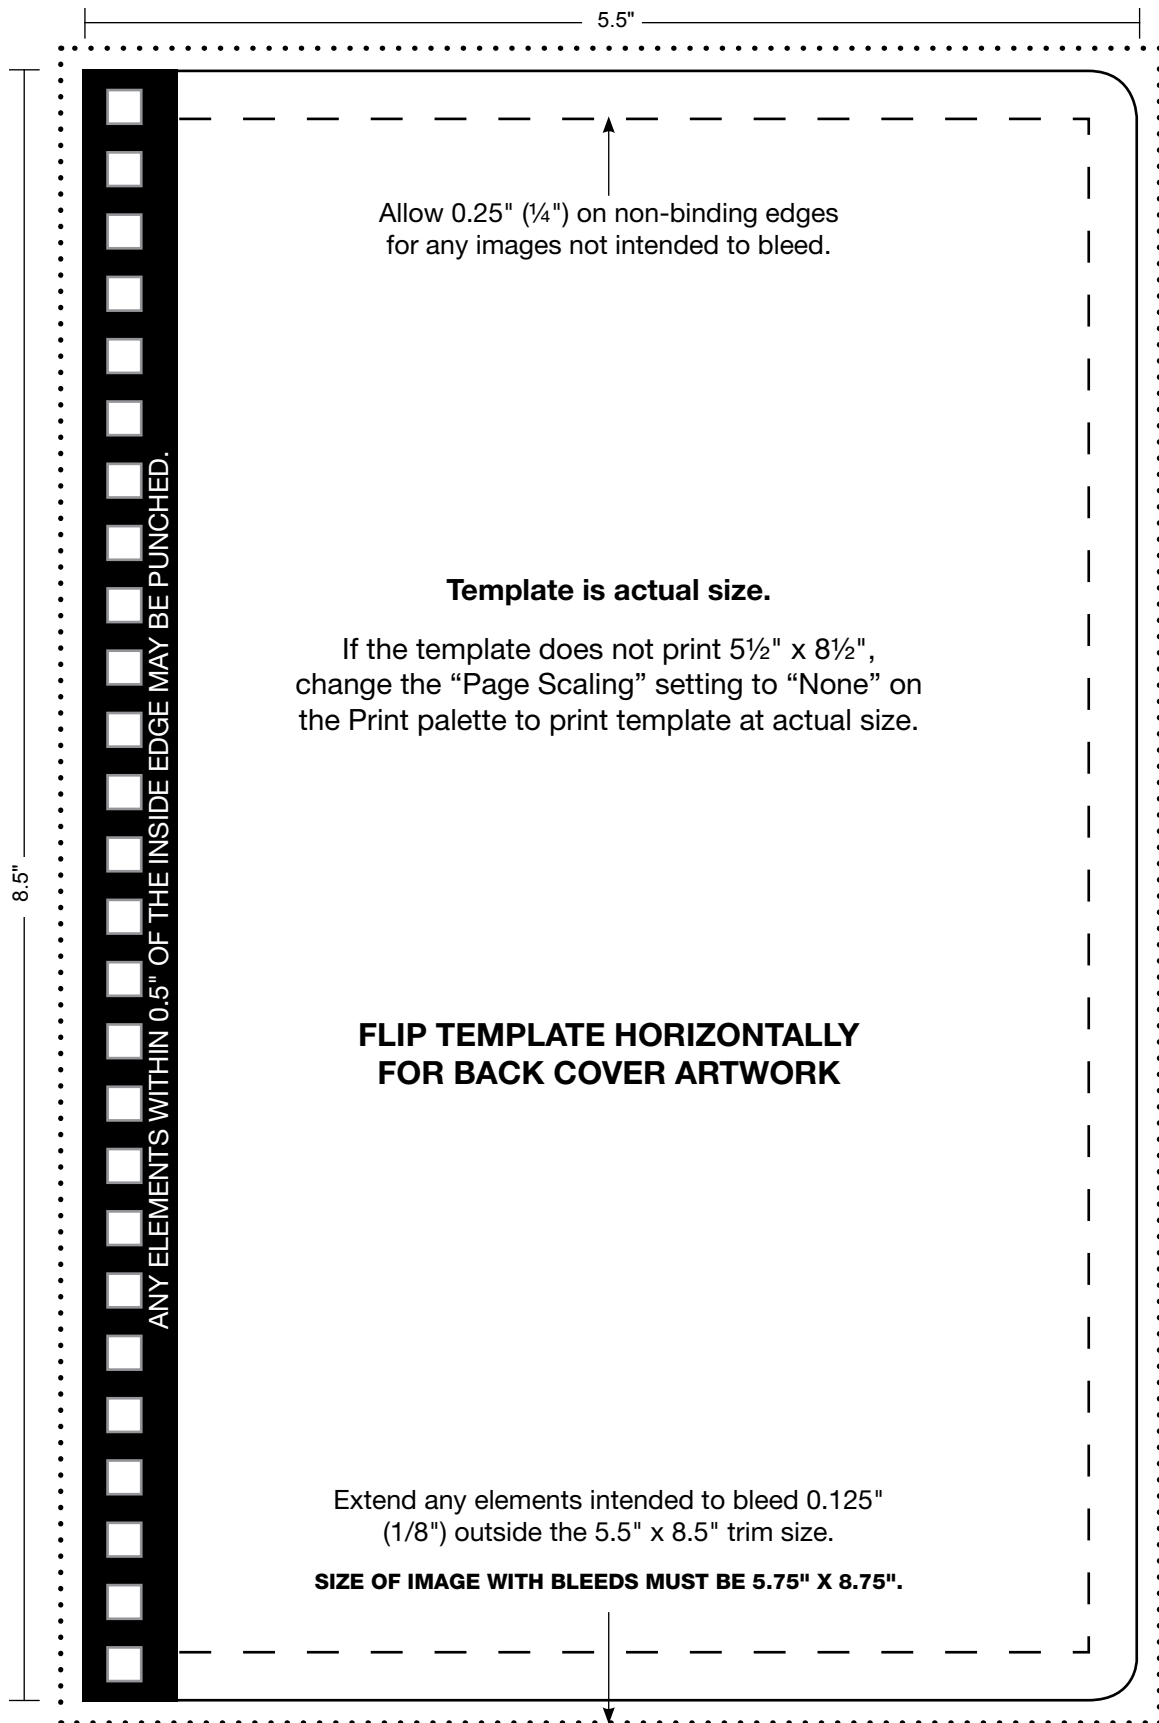 5.5"
Allow 0.25" (¼") on non-binding edges
for any images not intended to bleed.
ANY ELEMENTS WITHIN 0.5" OF THE INSIDE EDGE MAY BE PUNCHED.
Template is actual size.
If the template does not print 5½" x 8½",
change the “Page Scaling” setting to “None” on
the Print palette to print template at actual size.
8.5"
FLIP TEMPLATE HORIZONTALLY
FOR BACK COVER ARTWORK
Extend any elements intended to bleed 0.125"
(1/8") outside the 5.5" x 8.5" trim size.
SIZE OF IMAGE WITH BLEEDS MUST BE 5.75" X 8.75".